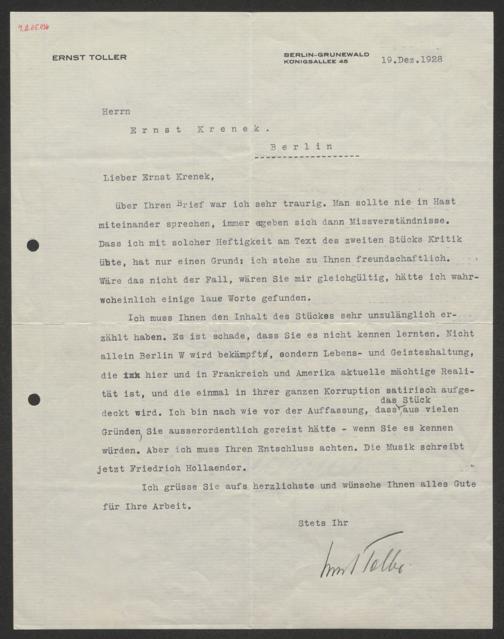 ERNST TOLLER
BERLIN-GRUNEWALD
KÖNIGSALLEE 45
19.Dez.1928
Herrn
Ernst Krenek.
Berlin
Lieber Ernst Krenek,
über Ihren Brief war ich sehr traurig. Man sollte nie in Hast
miteinander sprechen, immer ergeben sich dann Missverständnisse.
Dass ich mit solcher Heftigkeit am Text des zweiten Stücks Kritik
übte, hat nur einen Grund: ich stehe zu Ihnen freundschaftlich.
Wäre das nicht der Fall, wären Sie mir gleichgültig, hätte ich wahr-
scheinlich einige laue Worte gefunden.
Ich muss Ihnen den Inhalt des Stückes sehr unzulänglich er-
zählt haben. Es ist schade, dass Sie es nicht kennen lernten. Nicht
allein Berlin W wird bekämpft, sondern Lebens- und Geisteshaltung,
die hier und in Frankreich und Amerika aktuelle mächtige Reali-
tät ist, und die einmal in ihrer ganzen Korruption satirisch aufge-
deckt wird. Ich bin nach wie vor der Auffassung, dass das Stück aus vielen
Gründen, Sie ausserordentlich gereizt hätte - wenn Sie es kennen
würden. Aber ich muss Ihren Entschluss achten. Die Musik schreibt
jetzt Friedrich Hollaender.
Ich grüsse Sie aufs herzlichste und wünsche Ihnen alles Gute
für Ihre Arbeit.
Stets Ihr
Ernst Toller